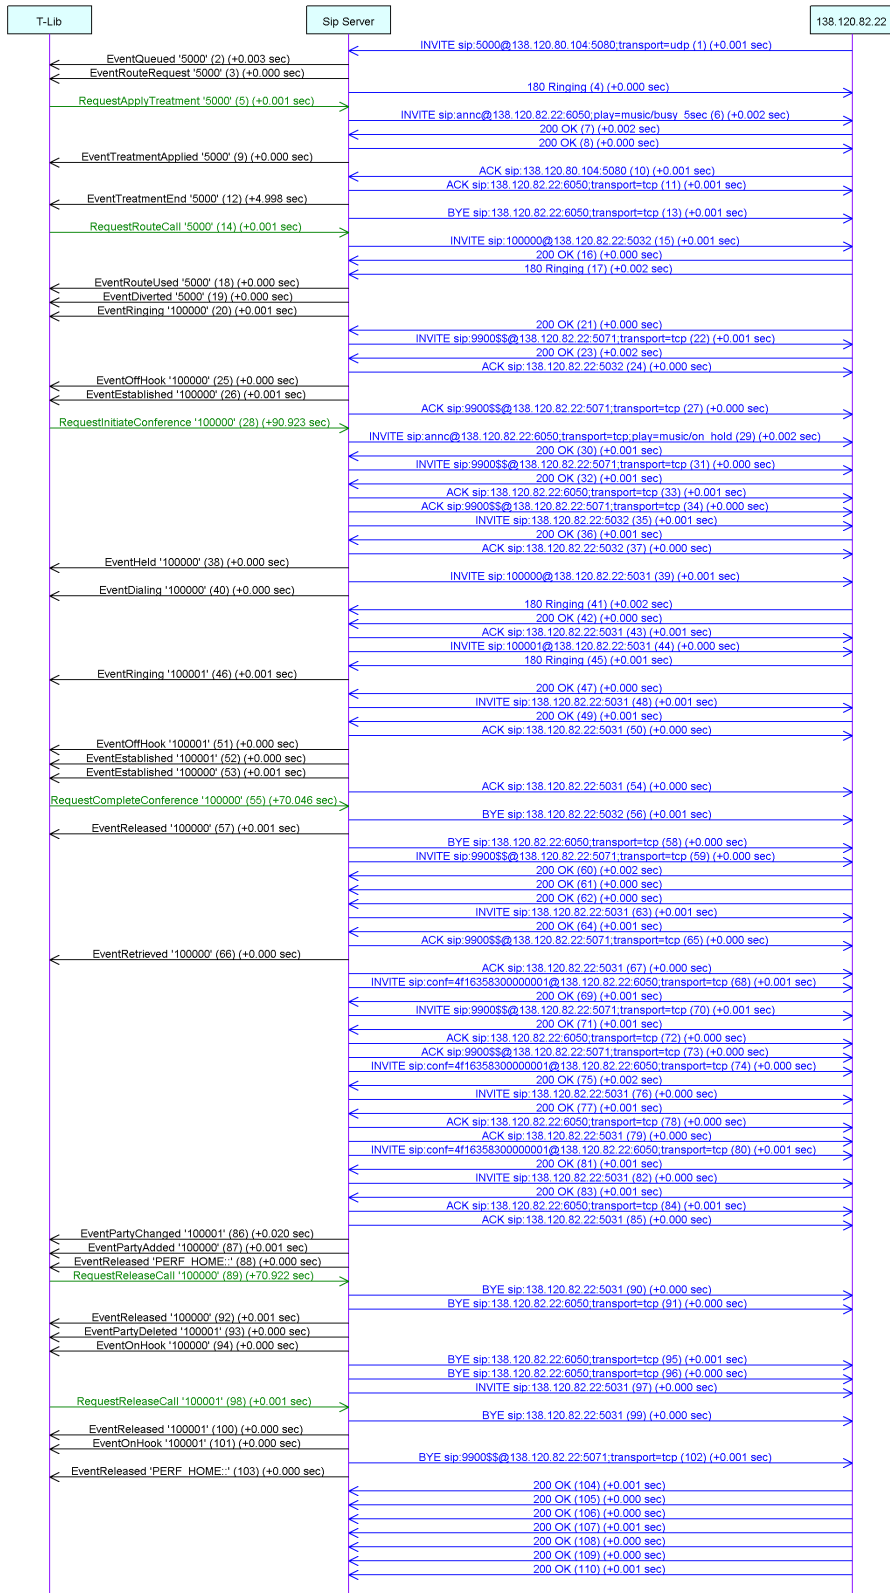 T-Lib
Sip Server
138.120.82.22
INVITE sip:5000@138.120.80.104:5080;transport=udp (1) (+0.001 sec)
EventQueued '5000' (2) (+0.003 sec)
EventRouteRequest '5000' (3) (+0.000 sec)
180 Ringing (4) (+0.000 sec)
RequestApplyTreatment '5000' (5) (+0.001 sec)
INVITE sip:annc@138.120.82.22:6050;play=music/busy_5sec (6) (+0.002 sec)
200 OK (7) (+0.002 sec)
200 OK (8) (+0.000 sec)
EventTreatmentApplied '5000' (9) (+0.000 sec)
ACK sip:138.120.80.104:5080 (10) (+0.001 sec)
ACK sip:138.120.82.22:6050;transport=tcp (11) (+0.001 sec)
EventTreatmentEnd '5000' (12) (+4.998 sec)
BYE sip:138.120.82.22:6050;transport=tcp (13) (+0.001 sec)
RequestRouteCall '5000' (14) (+0.001 sec)
INVITE sip:100000@138.120.82.22:5032 (15) (+0.001 sec)
200 OK (16) (+0.000 sec)
180 Ringing (17) (+0.002 sec)
EventRouteUsed '5000' (18) (+0.000 sec)
EventDiverted '5000' (19) (+0.000 sec)
EventRinging '100000' (20) (+0.001 sec)
200 OK (21) (+0.000 sec)
INVITE sip:9900$$@138.120.82.22:5071;transport=tcp (22) (+0.001 sec)
200 OK (23) (+0.002 sec)
ACK sip:138.120.82.22:5032 (24) (+0.000 sec)
EventOffHook '100000' (25) (+0.000 sec)
EventEstablished '100000' (26) (+0.001 sec)
ACK sip:9900$$@138.120.82.22:5071;transport=tcp (27) (+0.000 sec)
RequestInitiateConference '100000' (28) (+90.923 sec)
INVITE sip:annc@138.120.82.22:6050;transport=tcp;play=music/on_hold (29) (+0.002 sec)
200 OK (30) (+0.001 sec)
INVITE sip:9900$$@138.120.82.22:5071;transport=tcp (31) (+0.000 sec)
200 OK (32) (+0.001 sec)
ACK sip:138.120.82.22:6050;transport=tcp (33) (+0.001 sec)
ACK sip:9900$$@138.120.82.22:5071;transport=tcp (34) (+0.000 sec)
INVITE sip:138.120.82.22:5032 (35) (+0.001 sec)
200 OK (36) (+0.001 sec)
ACK sip:138.120.82.22:5032 (37) (+0.000 sec)
EventHeld '100000' (38) (+0.000 sec)
INVITE sip:100000@138.120.82.22:5031 (39) (+0.001 sec)
EventDialing '100000' (40) (+0.000 sec)
180 Ringing (41) (+0.002 sec)
200 OK (42) (+0.000 sec)
ACK sip:138.120.82.22:5031 (43) (+0.001 sec)
INVITE sip:100001@138.120.82.22:5031 (44) (+0.000 sec)
180 Ringing (45) (+0.001 sec)
EventRinging '100001' (46) (+0.001 sec)
200 OK (47) (+0.000 sec)
INVITE sip:138.120.82.22:5031 (48) (+0.001 sec)
200 OK (49) (+0.001 sec)
ACK sip:138.120.82.22:5031 (50) (+0.000 sec)
EventOffHook '100001' (51) (+0.000 sec)
EventEstablished '100001' (52) (+0.000 sec)
EventEstablished '100000' (53) (+0.001 sec)
ACK sip:138.120.82.22:5031 (54) (+0.000 sec)
RequestCompleteConference '100000' (55) (+70.046 sec)
BYE sip:138.120.82.22:5032 (56) (+0.001 sec)
EventReleased '100000' (57) (+0.001 sec)
BYE sip:138.120.82.22:6050;transport=tcp (58) (+0.000 sec)
INVITE sip:9900$$@138.120.82.22:5071;transport=tcp (59) (+0.000 sec)
200 OK (60) (+0.002 sec)
200 OK (61) (+0.000 sec)
200 OK (62) (+0.000 sec)
INVITE sip:138.120.82.22:5031 (63) (+0.001 sec)
200 OK (64) (+0.001 sec)
ACK sip:9900$$@138.120.82.22:5071;transport=tcp (65) (+0.000 sec)
EventRetrieved '100000' (66) (+0.000 sec)
ACK sip:138.120.82.22:5031 (67) (+0.000 sec)
INVITE sip:conf=4f16358300000001@138.120.82.22:6050;transport=tcp (68) (+0.001 sec)
200 OK (69) (+0.001 sec)
INVITE sip:9900$$@138.120.82.22:5071;transport=tcp (70) (+0.001 sec)
200 OK (71) (+0.001 sec)
ACK sip:138.120.82.22:6050;transport=tcp (72) (+0.000 sec)
ACK sip:9900$$@138.120.82.22:5071;transport=tcp (73) (+0.000 sec)
INVITE sip:conf=4f16358300000001@138.120.82.22:6050;transport=tcp (74) (+0.000 sec)
200 OK (75) (+0.002 sec)
INVITE sip:138.120.82.22:5031 (76) (+0.000 sec)
200 OK (77) (+0.001 sec)
ACK sip:138.120.82.22:6050;transport=tcp (78) (+0.000 sec)
ACK sip:138.120.82.22:5031 (79) (+0.000 sec)
INVITE sip:conf=4f16358300000001@138.120.82.22:6050;transport=tcp (80) (+0.001 sec)
200 OK (81) (+0.001 sec)
INVITE sip:138.120.82.22:5031 (82) (+0.000 sec)
200 OK (83) (+0.001 sec)
ACK sip:138.120.82.22:6050;transport=tcp (84) (+0.001 sec)
ACK sip:138.120.82.22:5031 (85) (+0.000 sec)
EventPartyChanged '100001' (86) (+0.020 sec)
EventPartyAdded '100000' (87) (+0.001 sec)
EventReleased 'PERF_HOME::' (88) (+0.000 sec)
RequestReleaseCall '100000' (89) (+70.922 sec)
BYE sip:138.120.82.22:5031 (90) (+0.000 sec)
BYE sip:138.120.82.22:6050;transport=tcp (91) (+0.000 sec)
EventReleased '100000' (92) (+0.001 sec)
EventPartyDeleted '100001' (93) (+0.000 sec)
EventOnHook '100000' (94) (+0.000 sec)
BYE sip:138.120.82.22:6050;transport=tcp (95) (+0.001 sec)
BYE sip:138.120.82.22:6050;transport=tcp (96) (+0.000 sec)
INVITE sip:138.120.82.22:5031 (97) (+0.000 sec)
RequestReleaseCall '100001' (98) (+0.001 sec)
BYE sip:138.120.82.22:5031 (99) (+0.000 sec)
EventReleased '100001' (100) (+0.000 sec)
EventOnHook '100001' (101) (+0.000 sec)
BYE sip:9900$$@138.120.82.22:5071;transport=tcp (102) (+0.001 sec)
EventReleased 'PERF_HOME::' (103) (+0.000 sec)
200 OK (104) (+0.001 sec)
200 OK (105) (+0.000 sec)
200 OK (106) (+0.000 sec)
200 OK (107) (+0.001 sec)
200 OK (108) (+0.000 sec)
200 OK (109) (+0.000 sec)
200 OK (110) (+0.001 sec)